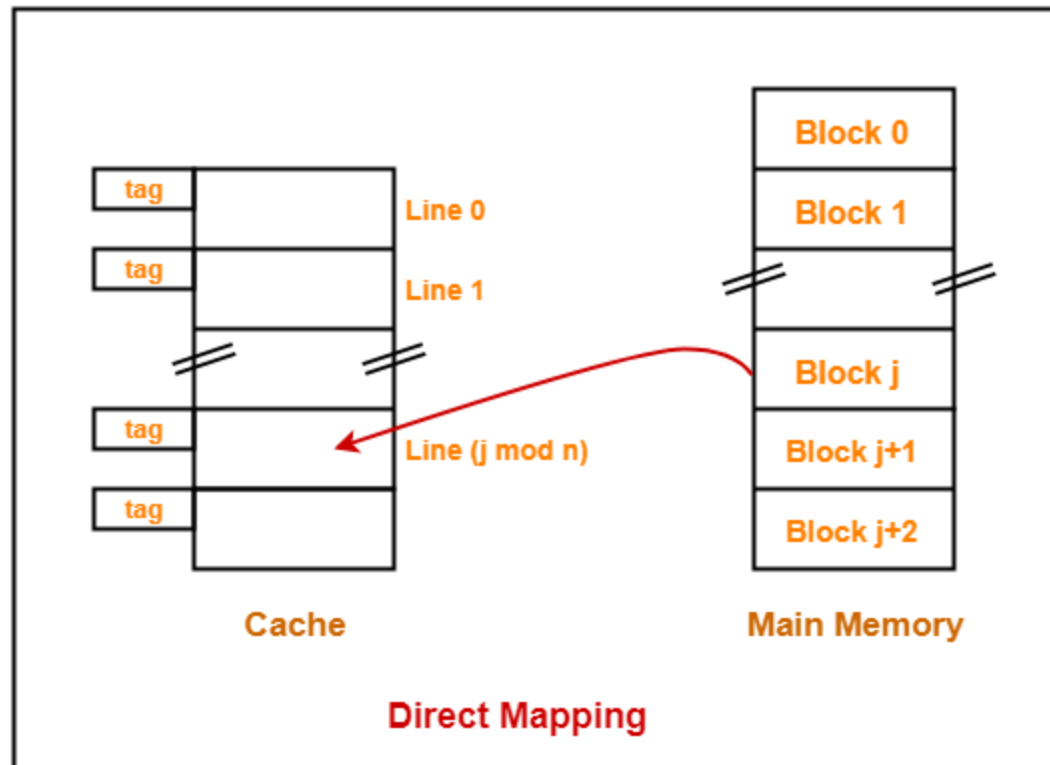 tag
Line 0
tag
Line 1
tag
Line (j mod n)
tag
Cache
Block 0
Block 1
Block j
Block j+1
Block j+2
Main Memory
Direct Mapping